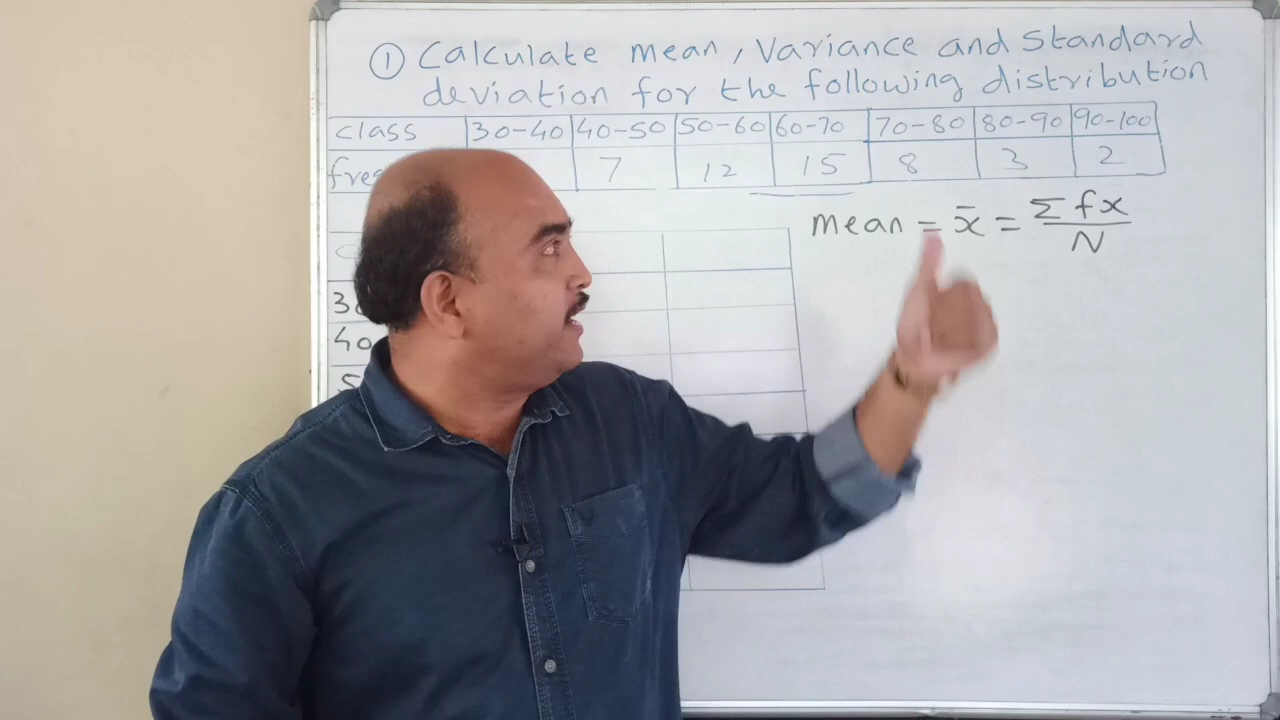 ① Calculate mean, Variance and Standard
deviation for the following distribution
class 30-40 40-50 50-60 60-70 70-80 80-90 90-100
7 12 15 8 3 2
mean = x̄ = Σfx / N
40